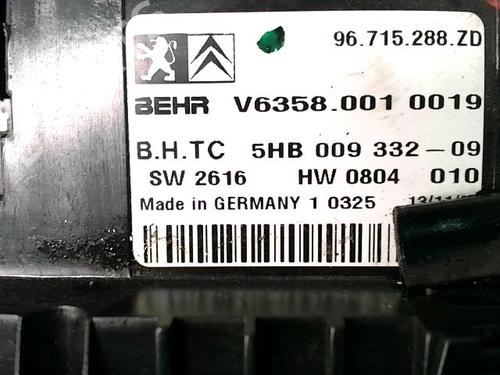 96.715.288.ZD
BEHR V6358.001 0019
B.H.TC 5HB 009 332-09
SW 2616 HW 0804 010
Made in GERMANY 1 0325